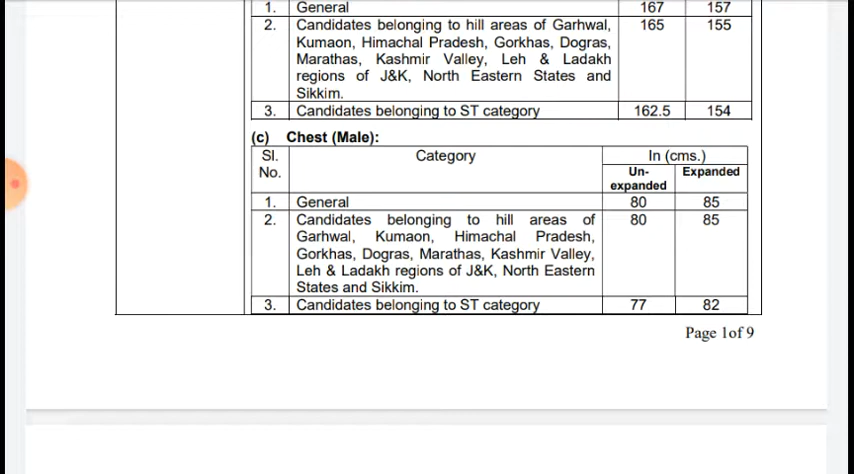 1. General 167 157
2. Candidates belonging to hill areas of Garhwal, 165 155
Kumaon, Himachal Pradesh, Gorkhas, Dogras,
Marathas, Kashmir Valley, Leh & Ladakh
regions of J&K, North Eastern States and
Sikkim.
3. Candidates belonging to ST category 162.5 154
(c) Chest (Male):
Sl. Category In (cms.)
No. Un- Expanded
expanded
1. General 80 85
2. Candidates belonging to hill areas of 80 85
Garhwal, Kumaon, Himachal Pradesh,
Gorkhas, Dogras, Marathas, Kashmir Valley,
Leh & Ladakh regions of J&K, North Eastern
States and Sikkim.
3. Candidates belonging to ST category 77 82
Page 1of 9